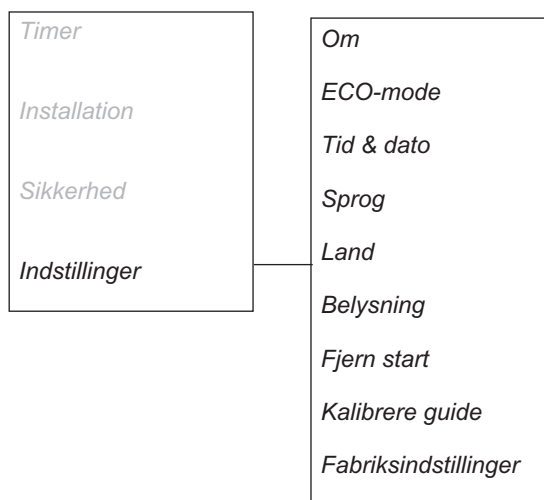 Timer
Installation
Sikkerhed
Indstillinger
Om
ECO-mode
Tid & dato
Sprog
Land
Belysning
Fjern start
Kalibrere guide
Fabriksindstillinger